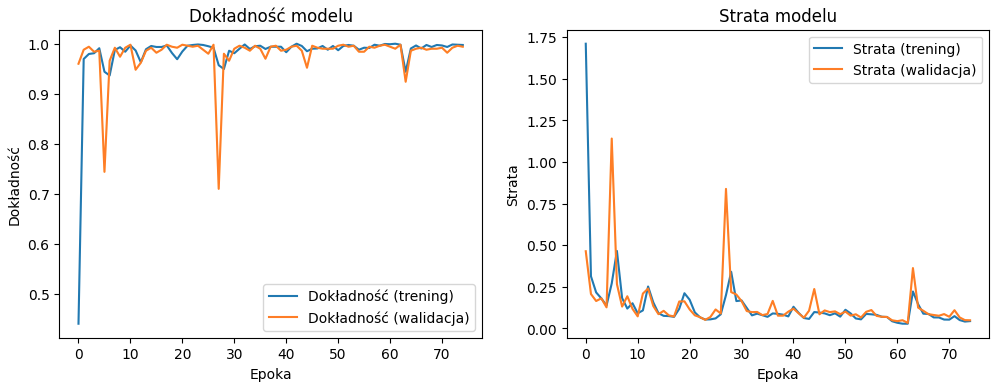 Dokładność modelu
Dokładność
1.0
0.9
0.8
0.7
0.6
0.5
0 10 20 30 40 50 60 70
Epoka
Dokładność (trening)
Dokładność (walidacja)
Strata modelu
Strata
1.75
1.50
1.25
1.00
0.75
0.50
0.25
0.00
0 10 20 30 40 50 60 70
Epoka
Strata (trening)
Strata (walidacja)